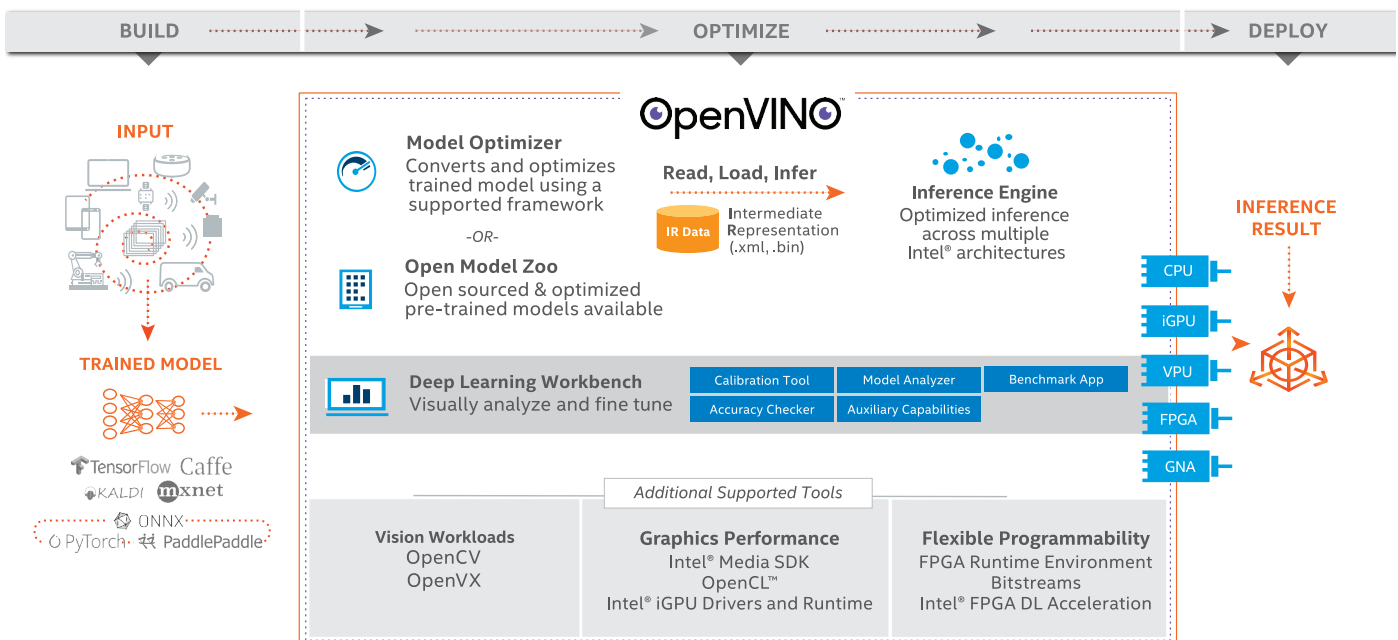 BUILD
OPTIMIZE
DEPLOY
INPUT
TRAINED MODEL
TensorFlow
Caffe
KALDI
mxnet
ONNX
PyTorch
PaddlePaddle
OpenVINO™
Model Optimizer
Converts and optimizes
trained model using a
supported framework
-OR-
Open Model Zoo
Open sourced & optimized
pre-trained models available
Read, Load, Infer
IR Data
Intermediate
Representation
(.xml, .bin)
Inference Engine
Optimized inference
across multiple
Intel® architectures
Deep Learning Workbench
Visually analyze and fine tune
Calibration Tool
Model Analyzer
Benchmark App
Accuracy Checker
Auxiliary Capabilities
CPU
iGPU
VPU
FPGA
GNA
INFERENCE
RESULT
Additional Supported Tools
Vision Workloads
OpenCV
OpenVX
Graphics Performance
Intel® Media SDK
OpenCL™
Intel® iGPU Drivers and Runtime
Flexible Programmability
FPGA Runtime Environment
Bitstreams
Intel® FPGA DL Acceleration